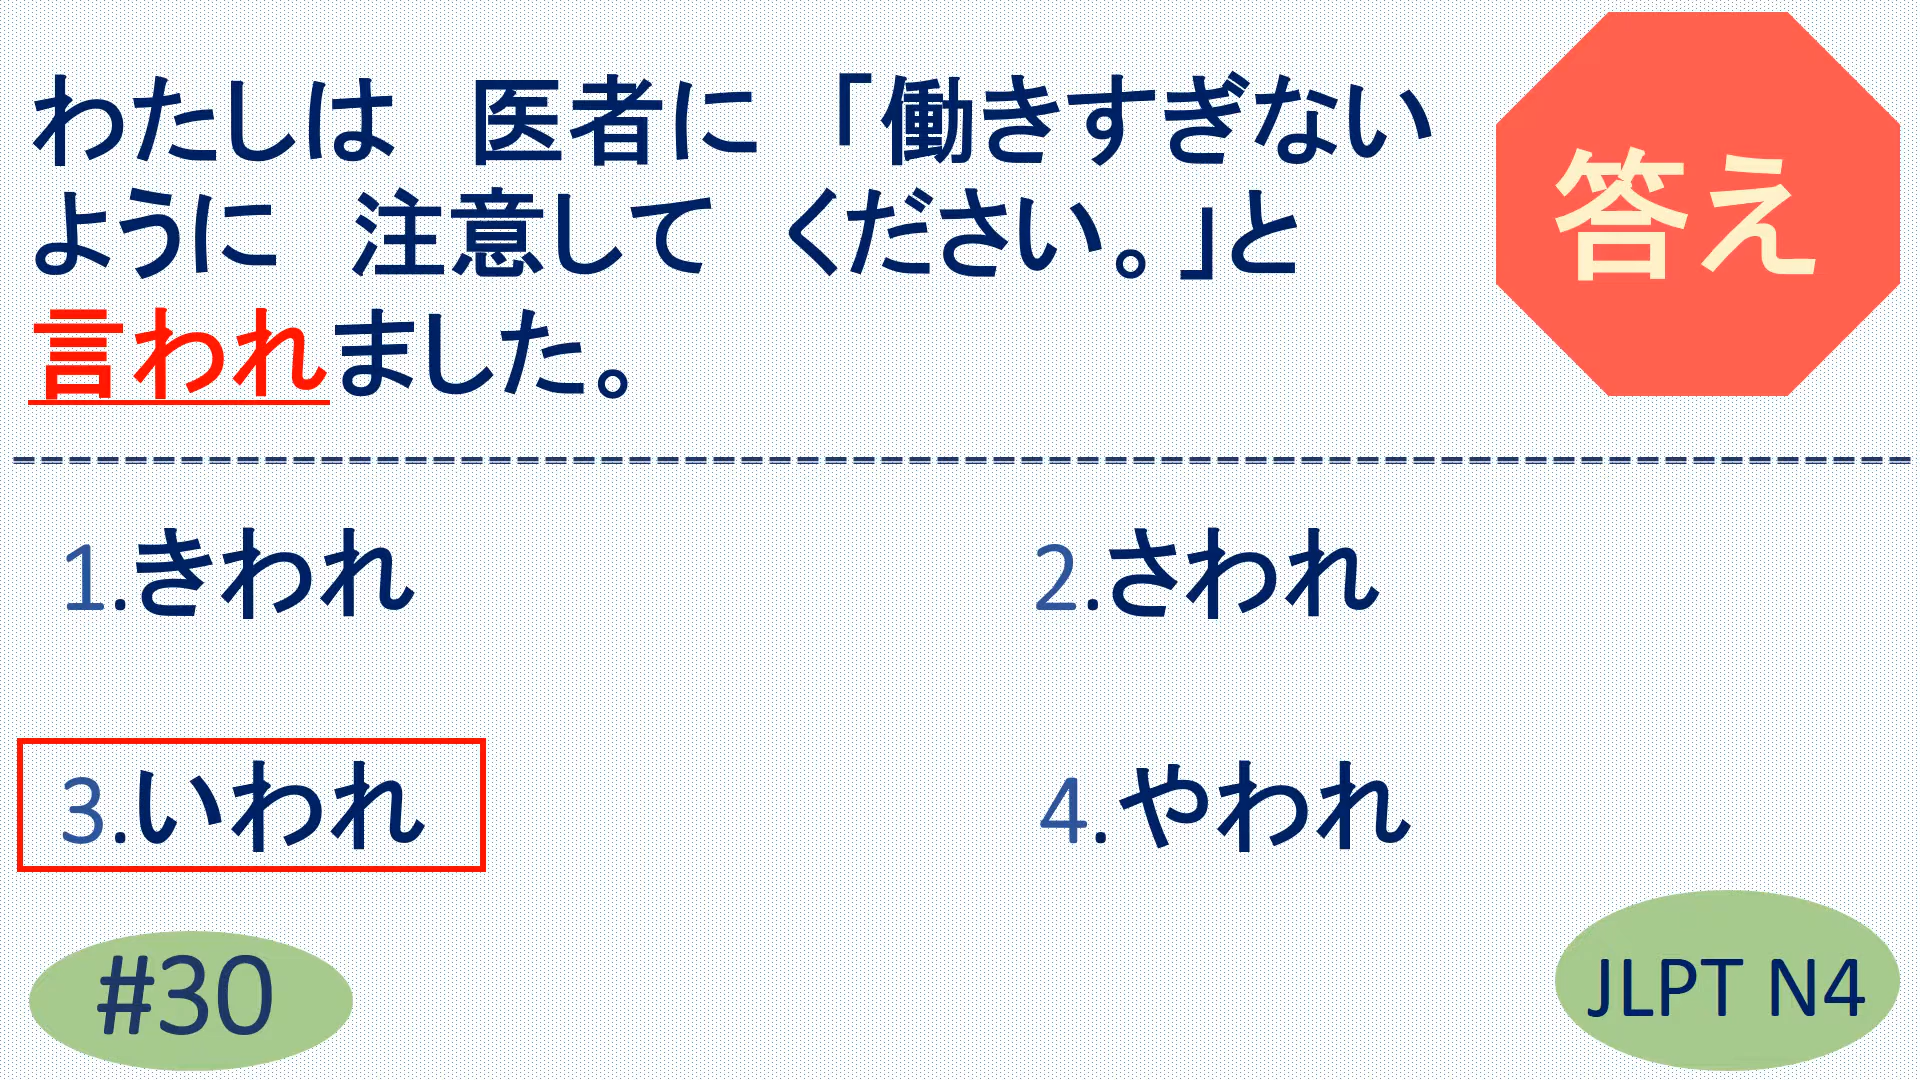 わたしは　医者に　「働きすぎない
ように　注意して　ください。」と
言われました。
答え
1.きわれ
2.さわれ
3.いわれ
4.やわれ
#30
JLPT N4